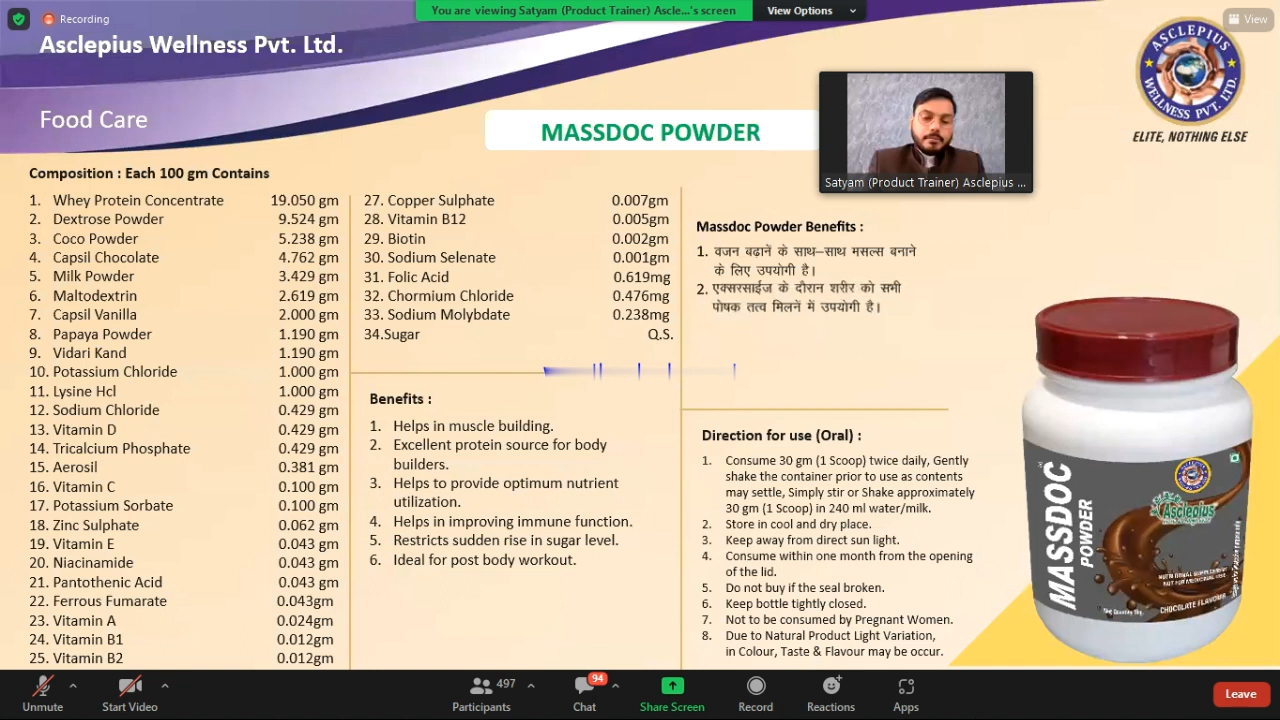 Recording
You are viewing Satyam (Product Trainer) Ascle...'s screen
View Options
View
Asclepius Wellness Pvt. Ltd.
Food Care
MASSDOC POWDER
Satyam (Product Trainer) Asclepius ...
ASCLEPIUS
WELLNESS PVT. LTD.
ELITE, NOTHING ELSE
Composition : Each 100 gm Contains
1. Whey Protein Concentrate 19.050 gm
2. Dextrose Powder 9.524 gm
3. Coco Powder 5.238 gm
4. Capsil Chocolate 4.762 gm
5. Milk Powder 3.429 gm
6. Maltodextrin 2.619 gm
7. Capsil Vanilla 2.000 gm
8. Papaya Powder 1.190 gm
9. Vidari Kand 1.190 gm
10. Potassium Chloride 1.000 gm
11. Lysine Hcl 1.000 gm
12. Sodium Chloride 0.429 gm
13. Vitamin D 0.429 gm
14. Tricalcium Phosphate 0.429 gm
15. Aerosil 0.381 gm
16. Vitamin C 0.100 gm
17. Potassium Sorbate 0.100 gm
18. Zinc Sulphate 0.062 gm
19. Vitamin E 0.043 gm
20. Niacinamide 0.043 gm
21. Pantothenic Acid 0.043 gm
22. Ferrous Fumarate 0.043gm
23. Vitamin A 0.024gm
24. Vitamin B1 0.012gm
25. Vitamin B2 0.012gm
27. Copper Sulphate 0.007gm
28. Vitamin B12 0.005gm
29. Biotin 0.002gm
30. Sodium Selenate 0.001gm
31. Folic Acid 0.619mg
32. Chormium Chloride 0.476mg
33. Sodium Molybdate 0.238mg
34.Sugar Q.S.
Benefits :
1. Helps in muscle building.
2. Excellent protein source for body
builders.
3. Helps to provide optimum nutrient
utilization.
4. Helps in improving immune function.
5. Restricts sudden rise in sugar level.
6. Ideal for post body workout.
Massdoc Powder Benefits :
1. वजन बढ़ानें के साथ–साथ मसल्स बनाने
के लिए उपयोगी है।
2. एक्सरसाईज के दौरान शरीर को सभी
पोषक तत्व मिलनें में उपयोगी है।
Direction for use (Oral) :
1. Consume 30 gm (1 Scoop) twice daily, Gently
shake the container prior to use as contents
may settle, Simply stir or Shake approximately
30 gm (1 Scoop) in 240 ml water/milk.
2. Store in cool and dry place.
3. Keep away from direct sun light.
4. Consume within one month from the opening
of the lid.
5. Do not buy if the seal broken.
6. Keep bottle tightly closed.
7. Not to be consumed by Pregnant Women.
8. Due to Natural Product Light Variation,
in Colour, Taste & Flavour may be occur.
MASSDOC
POWDER
Asclepius
NUTRITIONAL SUPPLEMENT
NOT FOR MEDICINAL USE
CHOCOLATE FLAVOUR
Unmute
Start Video
497
Participants
94
Chat
Share Screen
Record
Reactions
Apps
Leave